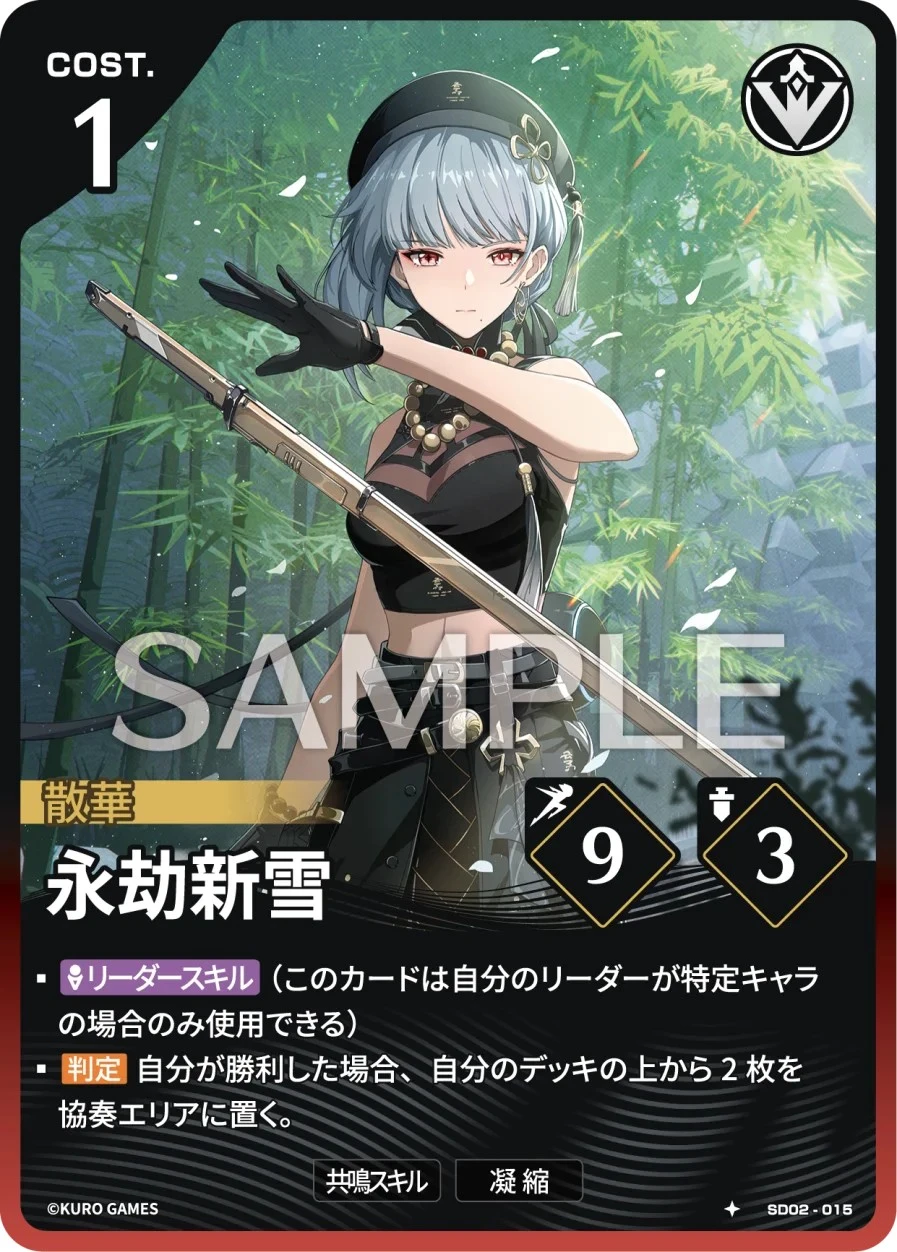 COST.
1
SAMPLE
散華
永劫新雪
9
3
▪ リーダースキル（このカードは自分のリーダーが特定キャラ
の場合のみ使用できる）
▪ 判定 自分が勝利した場合、自分のデッキの上から２枚を
協奏エリアに置く。
共鳴スキル
凝縮
©KURO GAMES
SD02-015